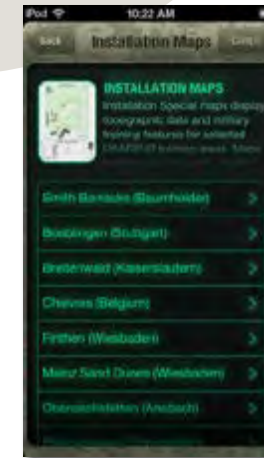 iPod 10:22 AM
Back Installation Maps
INSTALLATION MAPS
Installation Special maps display
topographic data and military
training features for selected
training areas.
Smith Barracks (Baumholder)
Boeblingen (Stuttgart)
Breitenwald (Kaiserslautern)
Chievres (Belgium)
Finthen (Wiesbaden)
Mainz Sand Dunes (Wiesbaden)
Oberdachstetten (Ansbach)